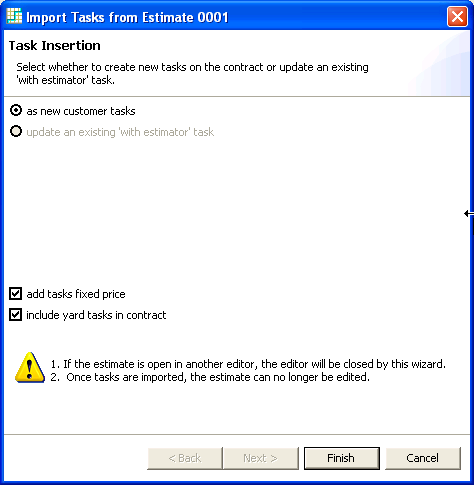 Import Tasks from Estimate 0001
Task Insertion
Select whether to create new tasks on the contract or update an existing
'with estimator' task.
as new customer tasks
update an existing 'with estimator' task
add tasks fixed price
include yard tasks in contract
1. If the estimate is open in another editor, the editor will be closed by this wizard.
2.  Once tasks are imported, the estimate can no longer be edited.
< Back Next > Finish Cancel